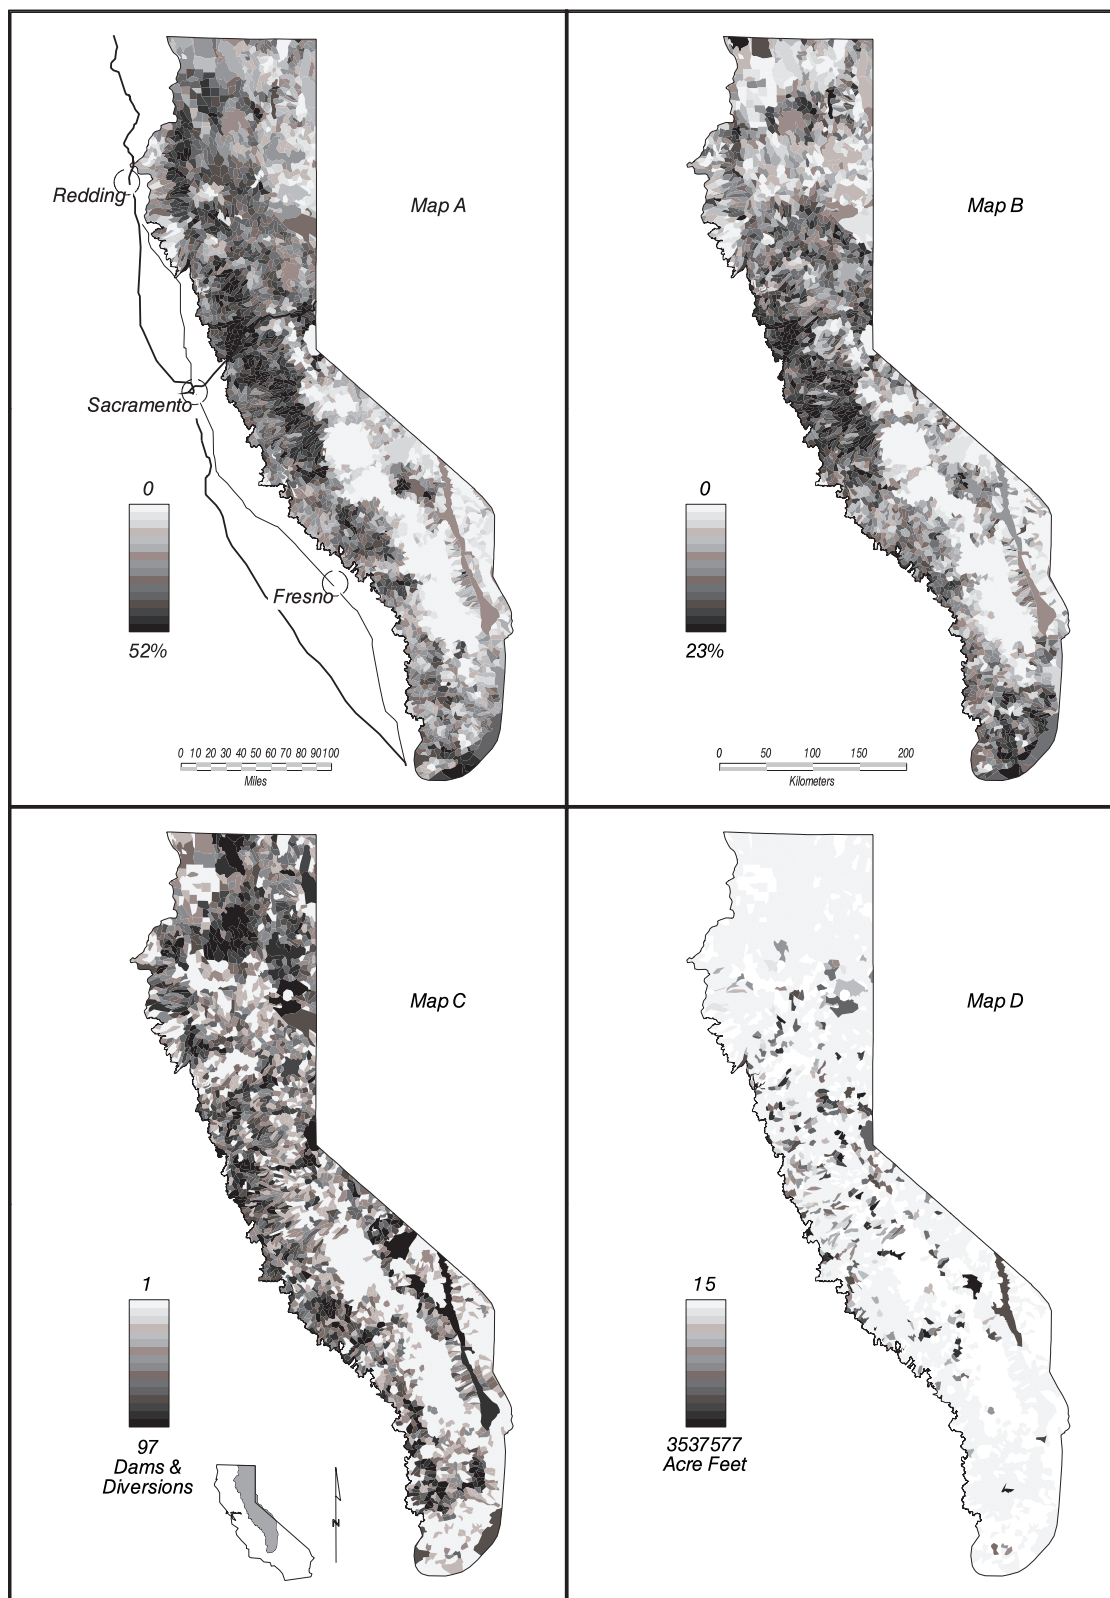 Map A
Redding
Sacramento
0
52%
Fresno
0 10 20 30 40 50 60 70 80 90 100
Miles
Map B
0
23%
0 50 100 150 200
Kilometers
Map C
1
97
Dams &
Diversions
N
Map D
15
3537577
Acre Feet